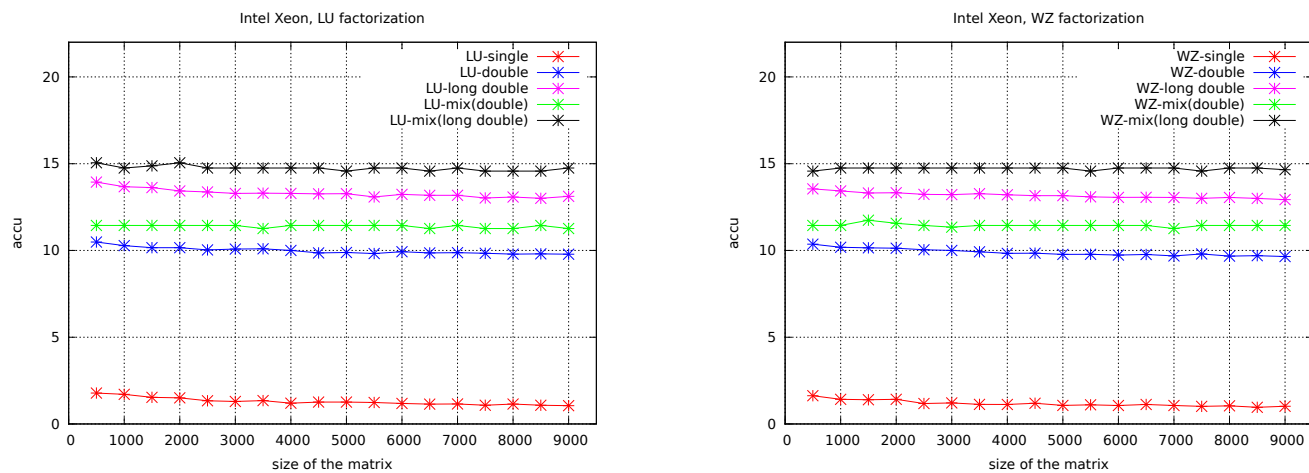 Intel Xeon, LU factorization
LU-single
LU-double
LU-long double
LU-mix(double)
LU-mix(long double)
20
15
10
5
0
accu
0 1000 2000 3000 4000 5000 6000 7000 8000 9000
size of the matrix
Intel Xeon, WZ factorization
WZ-single
WZ-double
WZ-long double
WZ-mix(double)
WZ-mix(long double)
20
15
10
5
0
accu
0 1000 2000 3000 4000 5000 6000 7000 8000 9000
size of the matrix